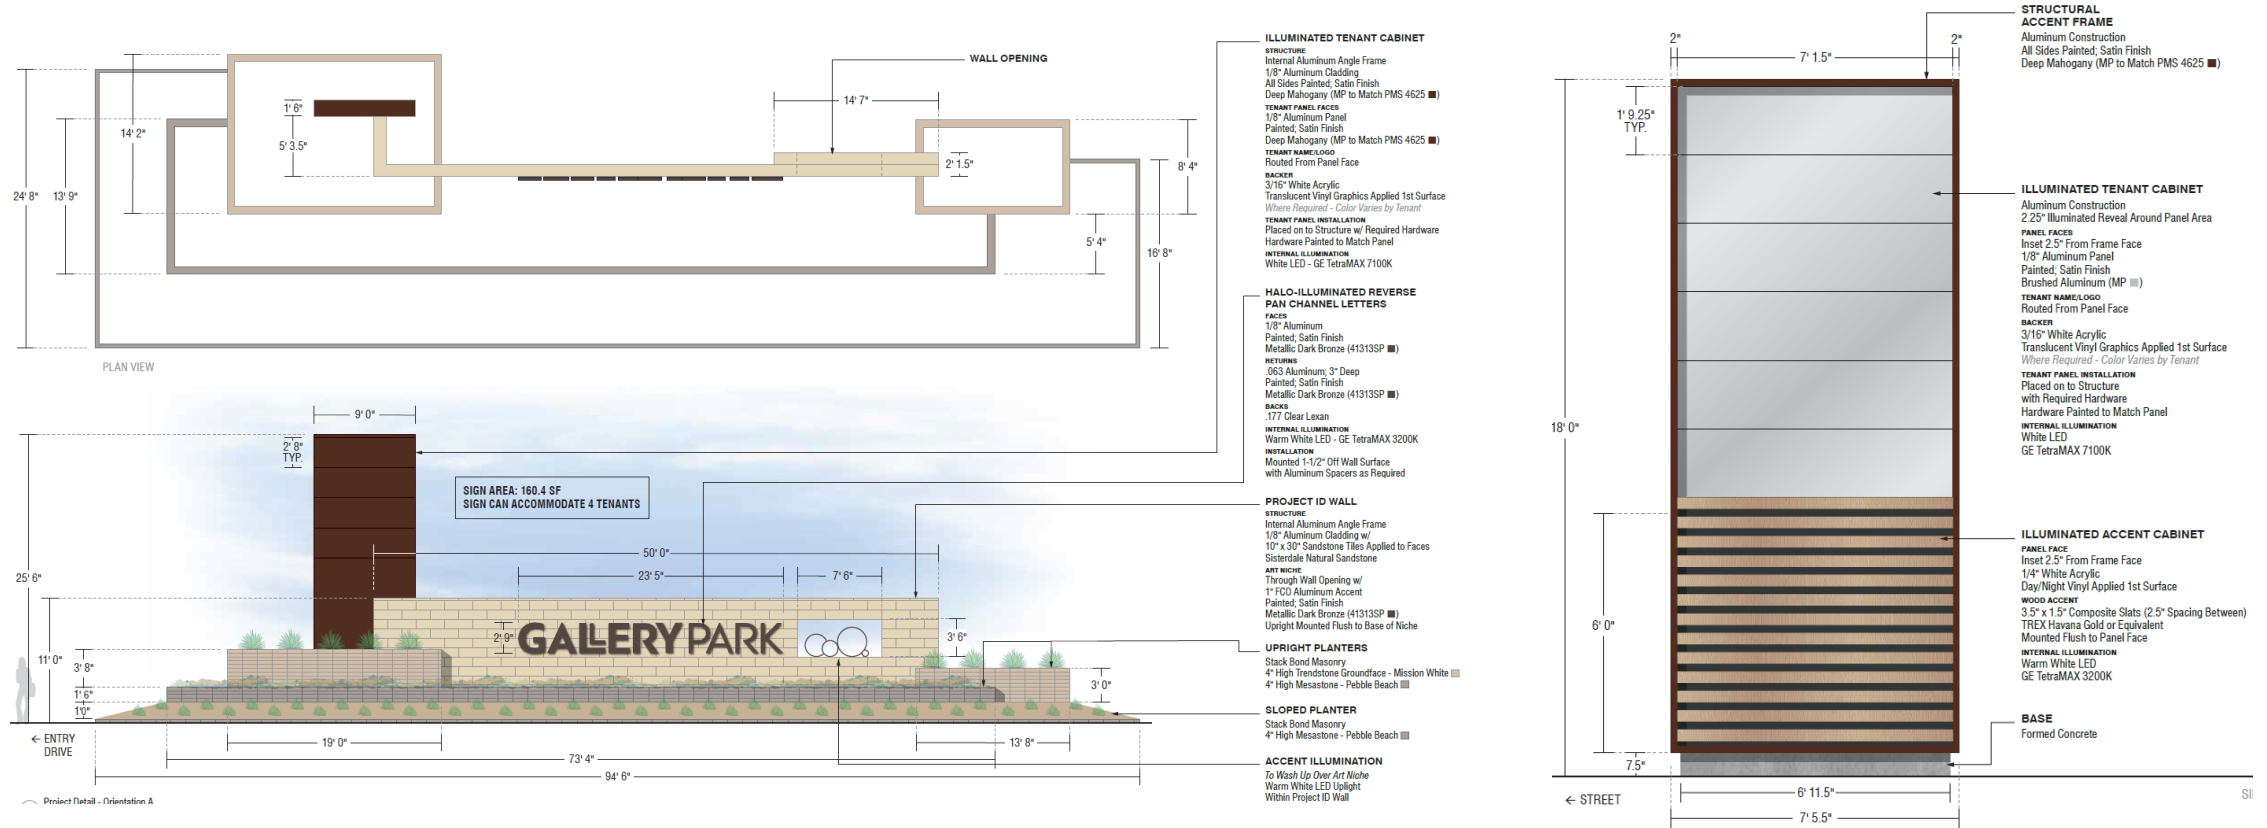 WALL OPENING
14' 7"
1' 6"
14' 2"
5' 3.5"
2' 1.5"
8' 4"
24' 8"
13' 9"
5' 4"
16' 8"
PLAN VIEW
9' 0"
2' 8"
TYP.
SIGN AREA: 160.4 SF
SIGN CAN ACCOMMODATE 4 TENANTS
50' 0"
25' 6"
23' 5"
7' 6"
2' 9"
GALLERY PARK
3' 6"
11' 0"
3' 8"
3' 0"
1' 6"
1' 0"
← ENTRY
DRIVE
19' 0"
13' 8"
73' 4"
94' 6"
Project Detail - Orientation A
ILLUMINATED TENANT CABINET
STRUCTURE
Internal Aluminum Angle Frame
1/8" Aluminum Cladding
All Sides Painted; Satin Finish
Deep Mahogany (MP to Match PMS 4625 )
TENANT PANEL FACES
1/8" Aluminum Panel
Painted; Satin Finish
Deep Mahogany (MP to Match PMS 4625 )
TENANT NAME/LOGO
Routed From Panel Face
BACKER
3/16" White Acrylic
Translucent Vinyl Graphics Applied 1st Surface
Where Required - Color Varies by Tenant
TENANT PANEL INSTALLATION
Placed on to Structure w/ Required Hardware
Hardware Painted to Match Panel
INTERNAL ILLUMINATION
White LED - GE TetraMAX 7100K
HALO-ILLUMINATED REVERSE
PAN CHANNEL LETTERS
FACES
1/8" Aluminum
Painted; Satin Finish
Metallic Dark Bronze (41313SP )
RETURNS
.063 Aluminum; 3" Deep
Painted; Satin Finish
Metallic Dark Bronze (41313SP )
BACKS
.177 Clear Lexan
INTERNAL ILLUMINATION
Warm White LED - GE TetraMAX 3200K
INSTALLATION
Mounted 1-1/2" Off Wall Surface
with Aluminum Spacers as Required
PROJECT ID WALL
STRUCTURE
Internal Aluminum Angle Frame
1/8" Aluminum Cladding w/
10" x 30" Sandstone Tiles Applied to Faces
Sisterdale Natural Sandstone
ART NICHE
Through Wall Opening w/
1" FCO Aluminum Accent
Painted; Satin Finish
Metallic Dark Bronze (41313SP )
Upright Mounted Flush to Base of Niche
UPRIGHT PLANTERS
Stack Bond Masonry
4" High Trendstone Groundface - Mission White
4" High Mesastone - Pebble Beach
SLOPED PLANTER
Stack Bond Masonry
4" High Mesastone - Pebble Beach
ACCENT ILLUMINATION
To Wash Up Over Art Niche
Warm White LED Uplight
Within Project ID Wall
2"
7' 1.5"
2"
1' 9.25"
TYP.
18' 0"
6' 0"
7.5"
← STREET
6' 11.5"
7' 5.5"
STRUCTURAL
ACCENT FRAME
Aluminum Construction
All Sides Painted; Satin Finish
Deep Mahogany (MP to Match PMS 4625 )
ILLUMINATED TENANT CABINET
Aluminum Construction
2.25" Illuminated Reveal Around Panel Area
PANEL FACES
Inset 2.5" From Frame Face
1/8" Aluminum Panel
Painted; Satin Finish
Brushed Aluminum (MP )
TENANT NAME/LOGO
Routed From Panel Face
BACKER
3/16" White Acrylic
Translucent Vinyl Graphics Applied 1st Surface
Where Required - Color Varies by Tenant
TENANT PANEL INSTALLATION
Placed on to Structure
with Required Hardware
Hardware Painted to Match Panel
INTERNAL ILLUMINATION
White LED
GE TetraMAX 7100K
ILLUMINATED ACCENT CABINET
PANEL FACE
Inset 2.5" From Frame Face
1/4" White Acrylic
Day/Night Vinyl Applied 1st Surface
WOOD ACCENT
3.5" x 1.5" Composite Slats (2.5" Spacing Between)
TREX Havana Gold or Equivalent
Mounted Flush to Panel Face
INTERNAL ILLUMINATION
Warm White LED
GE TetraMAX 3200K
BASE
Formed Concrete